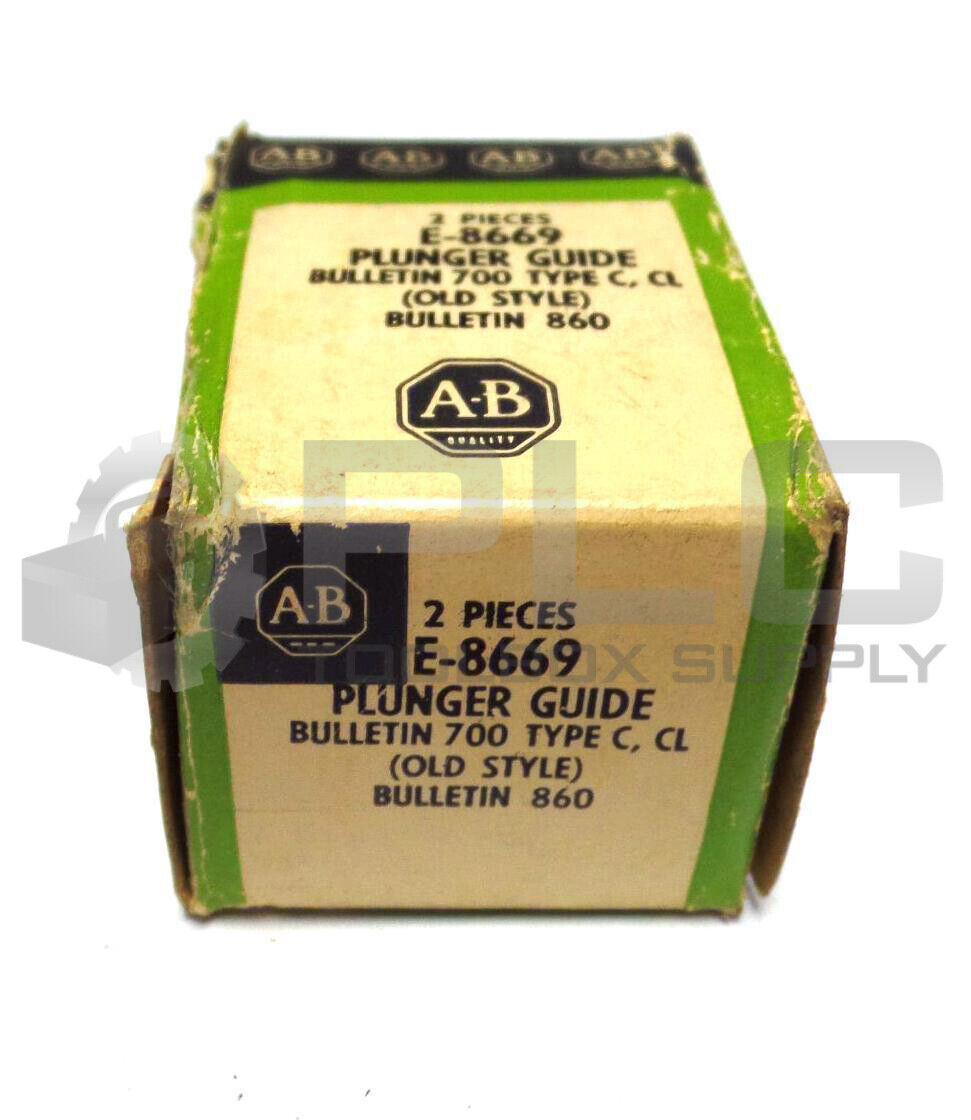 A-B A-B A-B A-B
2 PIECES
E-8669
PLUNGER GUIDE
BULLETIN 700 TYPE C, CL
(OLD STYLE)
BULLETIN 860
A-B
QUALITY
A-B
2 PIECES
E-8669
PLUNGER GUIDE
BULLETIN 700 TYPE C, CL
(OLD STYLE)
BULLETIN 860
PLC
TOOLBOX SUPPLY